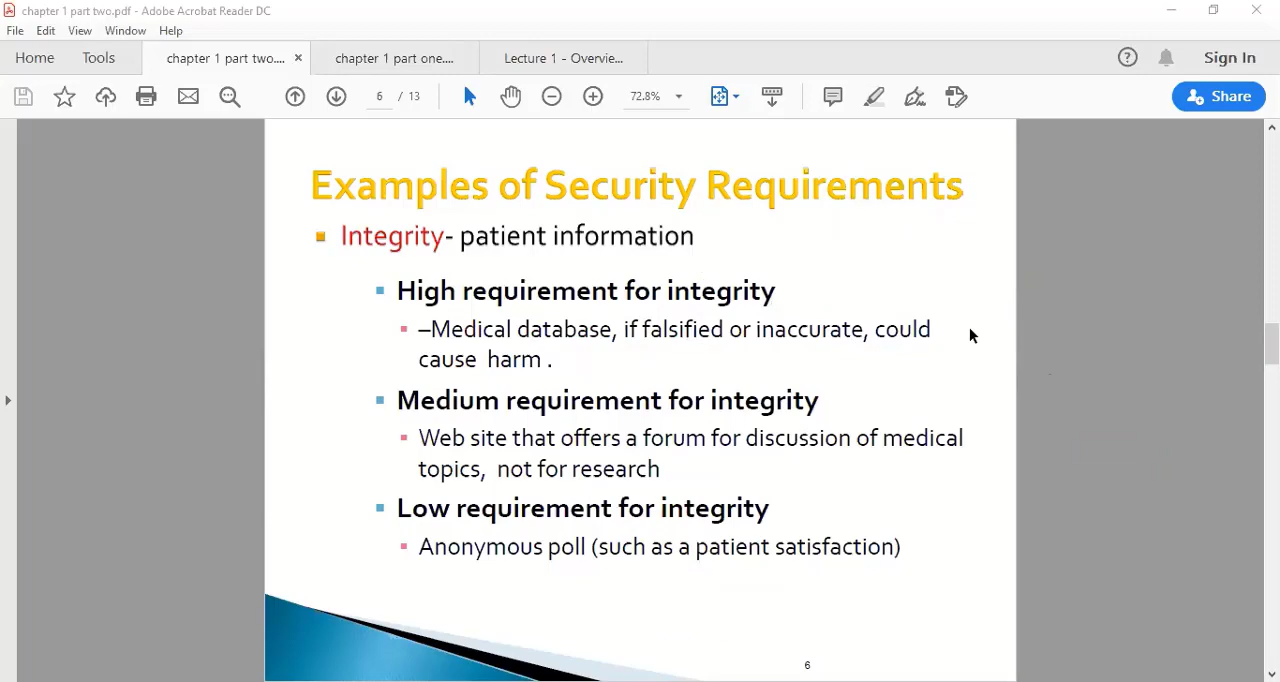 chapter 1 part two.pdf - Adobe Acrobat Reader DC
File Edit View Window Help
Home Tools chapter 1 part two.... × chapter 1 part one.... Lecture 1 - Overvie... Sign In
6 / 13 72.8% Share
Examples of Security Requirements
Integrity- patient information
High requirement for integrity
–Medical database, if falsified or inaccurate, could
cause harm .
Medium requirement for integrity
Web site that offers a forum for discussion of medical
topics, not for research
Low requirement for integrity
Anonymous poll (such as a patient satisfaction)
6